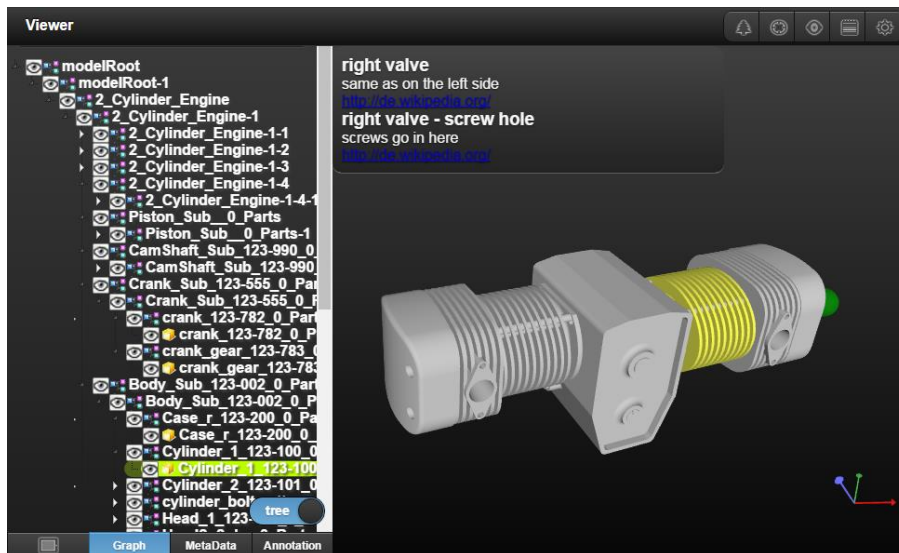 Viewer
modelRoot
modelRoot-1
2_Cylinder_Engine
2_Cylinder_Engine-1
2_Cylinder_Engine-1-1
2_Cylinder_Engine-1-2
2_Cylinder_Engine-1-3
2_Cylinder_Engine-1-4
2_Cylinder_Engine-1-4-1
Piston_Sub__0_Parts
Piston_Sub__0_Parts-1
CamShaft_Sub_123-990_0
CamShaft_Sub_123-990_
Crank_Sub_123-555_0_Par
Crank_Sub_123-555_0_P
crank_123-782_0_Part
crank_123-782_0_P
crank_gear_123-783_0
crank_gear_123-783
Body_Sub_123-002_0_Part
Body_Sub_123-002_0_P
Case_r_123-200_0_Pa
Case_r_123-200_0_
Cylinder_1_123-100_0
Cylinder_1_123-100
Cylinder_2_123-101_0
cylinder_bolt
Head_1_123-
tree
Graph
MetaData
Annotation
right valve
same as on the left side
http://de.wikipedia.org/
right valve - screw hole
screws go in here
http://de.wikipedia.org/